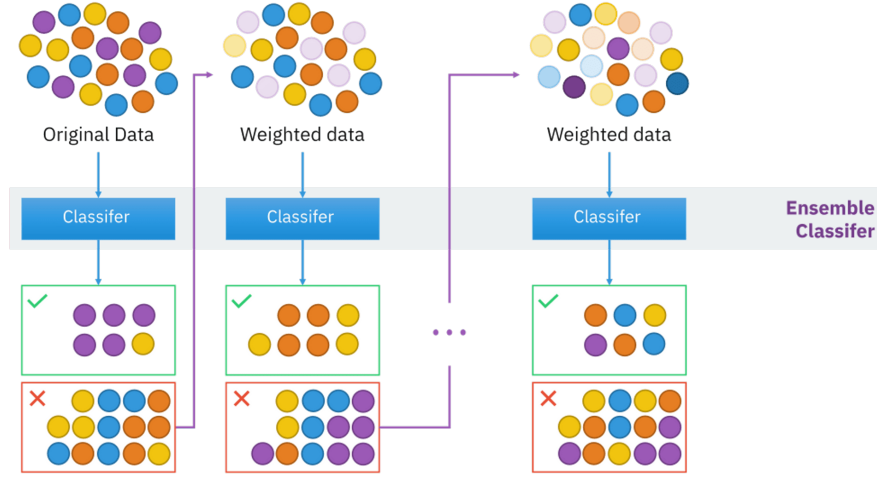 Original Data
Weighted data
Weighted data
Classifer
Classifer
Classifer
Ensemble
Classifer